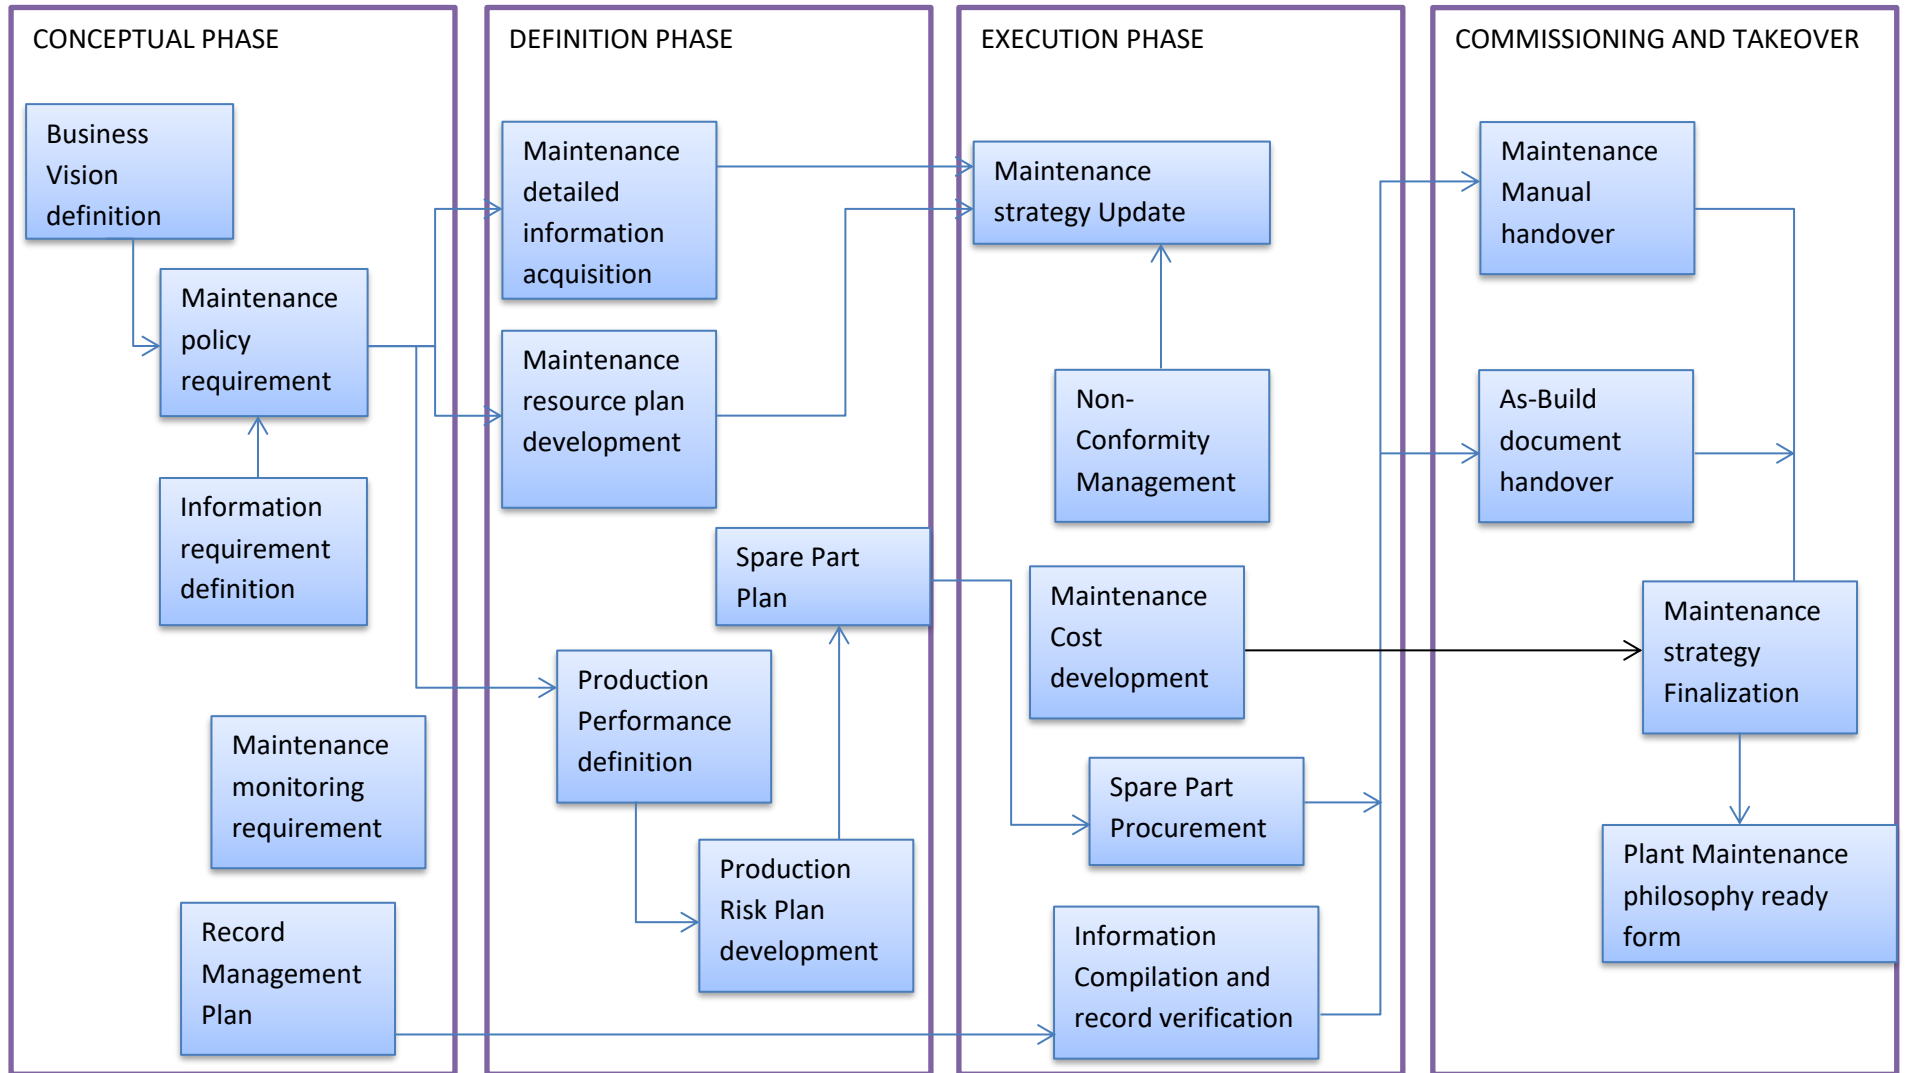 CONCEPTUAL PHASE
Business
Vision
definition
Maintenance
policy
requirement
Information
requirement
definition
Maintenance
monitoring
requirement
Record
Management
Plan
DEFINITION PHASE
Maintenance
detailed
information
acquisition
Maintenance
resource plan
development
Spare Part
Plan
Production
Performance
definition
Production
Risk Plan
development
EXECUTION PHASE
Maintenance
strategy Update
Non-
Conformity
Management
Maintenance
Cost
development
Spare Part
Procurement
Information
Compilation and
record verification
COMMISSIONING AND TAKEOVER
Maintenance
Manual
handover
As-Build
document
handover
Maintenance
strategy
Finalization
Plant Maintenance
philosophy ready
form